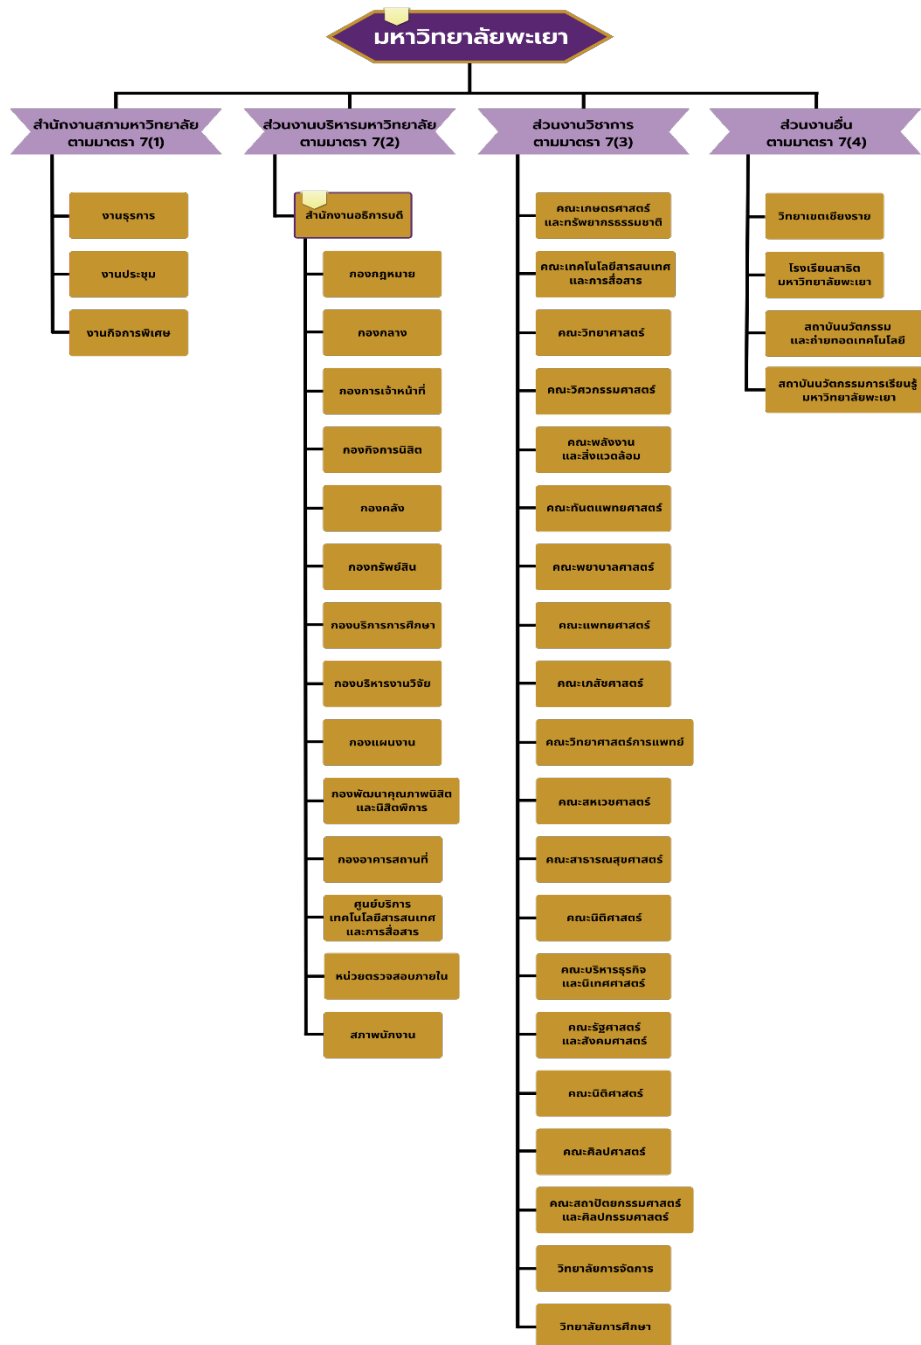 มหาวิทยาลัยพะเยา
สำนักงานสภามหาวิทยาลัย
ตามมาตรา 7(1)
งานธุรการ
งานประชุม
งานกิจการพิเศษ
ส่วนงานบริหารมหาวิทยาลัย
ตามมาตรา 7(2)
สำนักงานอธิการบดี
กองกฎหมาย
กองกลาง
กองการเจ้าหน้าที่
กองกิจการนิสิต
กองคลัง
กองทรัพย์สิน
กองบริการการศึกษา
กองบริหารงานวิจัย
กองแผนงาน
กองพัฒนาคุณภาพนิสิต
และนิสิตพิการ
กองอาคารสถานที่
ศูนย์บริการ
เทคโนโลยีสารสนเทศ
และการสื่อสาร
หน่วยตรวจสอบภายใน
สภาพนักงาน
ส่วนงานวิชาการ
ตามมาตรา 7(3)
คณะเกษตรศาสตร์
และทรัพยากรธรรมชาติ
คณะเทคโนโลยีสารสนเทศ
และการสื่อสาร
คณะวิทยาศาสตร์
คณะวิศวกรรมศาสตร์
คณะพลังงาน
และสิ่งแวดล้อม
คณะทันตแพทยศาสตร์
คณะพยาบาลศาสตร์
คณะแพทยศาสตร์
คณะเภสัชศาสตร์
คณะวิทยาศาสตร์การแพทย์
คณะสหเวชศาสตร์
คณะสาธารณสุขศาสตร์
คณะนิติศาสตร์
คณะบริหารธุรกิจ
และนิเทศศาสตร์
คณะรัฐศาสตร์
และสังคมศาสตร์
คณะนิติศาสตร์
คณะศิลปศาสตร์
คณะสถาปัตยกรรมศาสตร์
และศิลปกรรมศาสตร์
วิทยาลัยการจัดการ
วิทยาลัยการศึกษา
ส่วนงานอื่น
ตามมาตรา 7(4)
วิทยาเขตเชียงราย
โรงเรียนสาธิต
มหาวิทยาลัยพะเยา
สถาบันนวัตกรรม
และถ่ายทอดเทคโนโลยี
สถาบันนวัตกรรมการเรียนรู้
มหาวิทยาลัยพะเยา